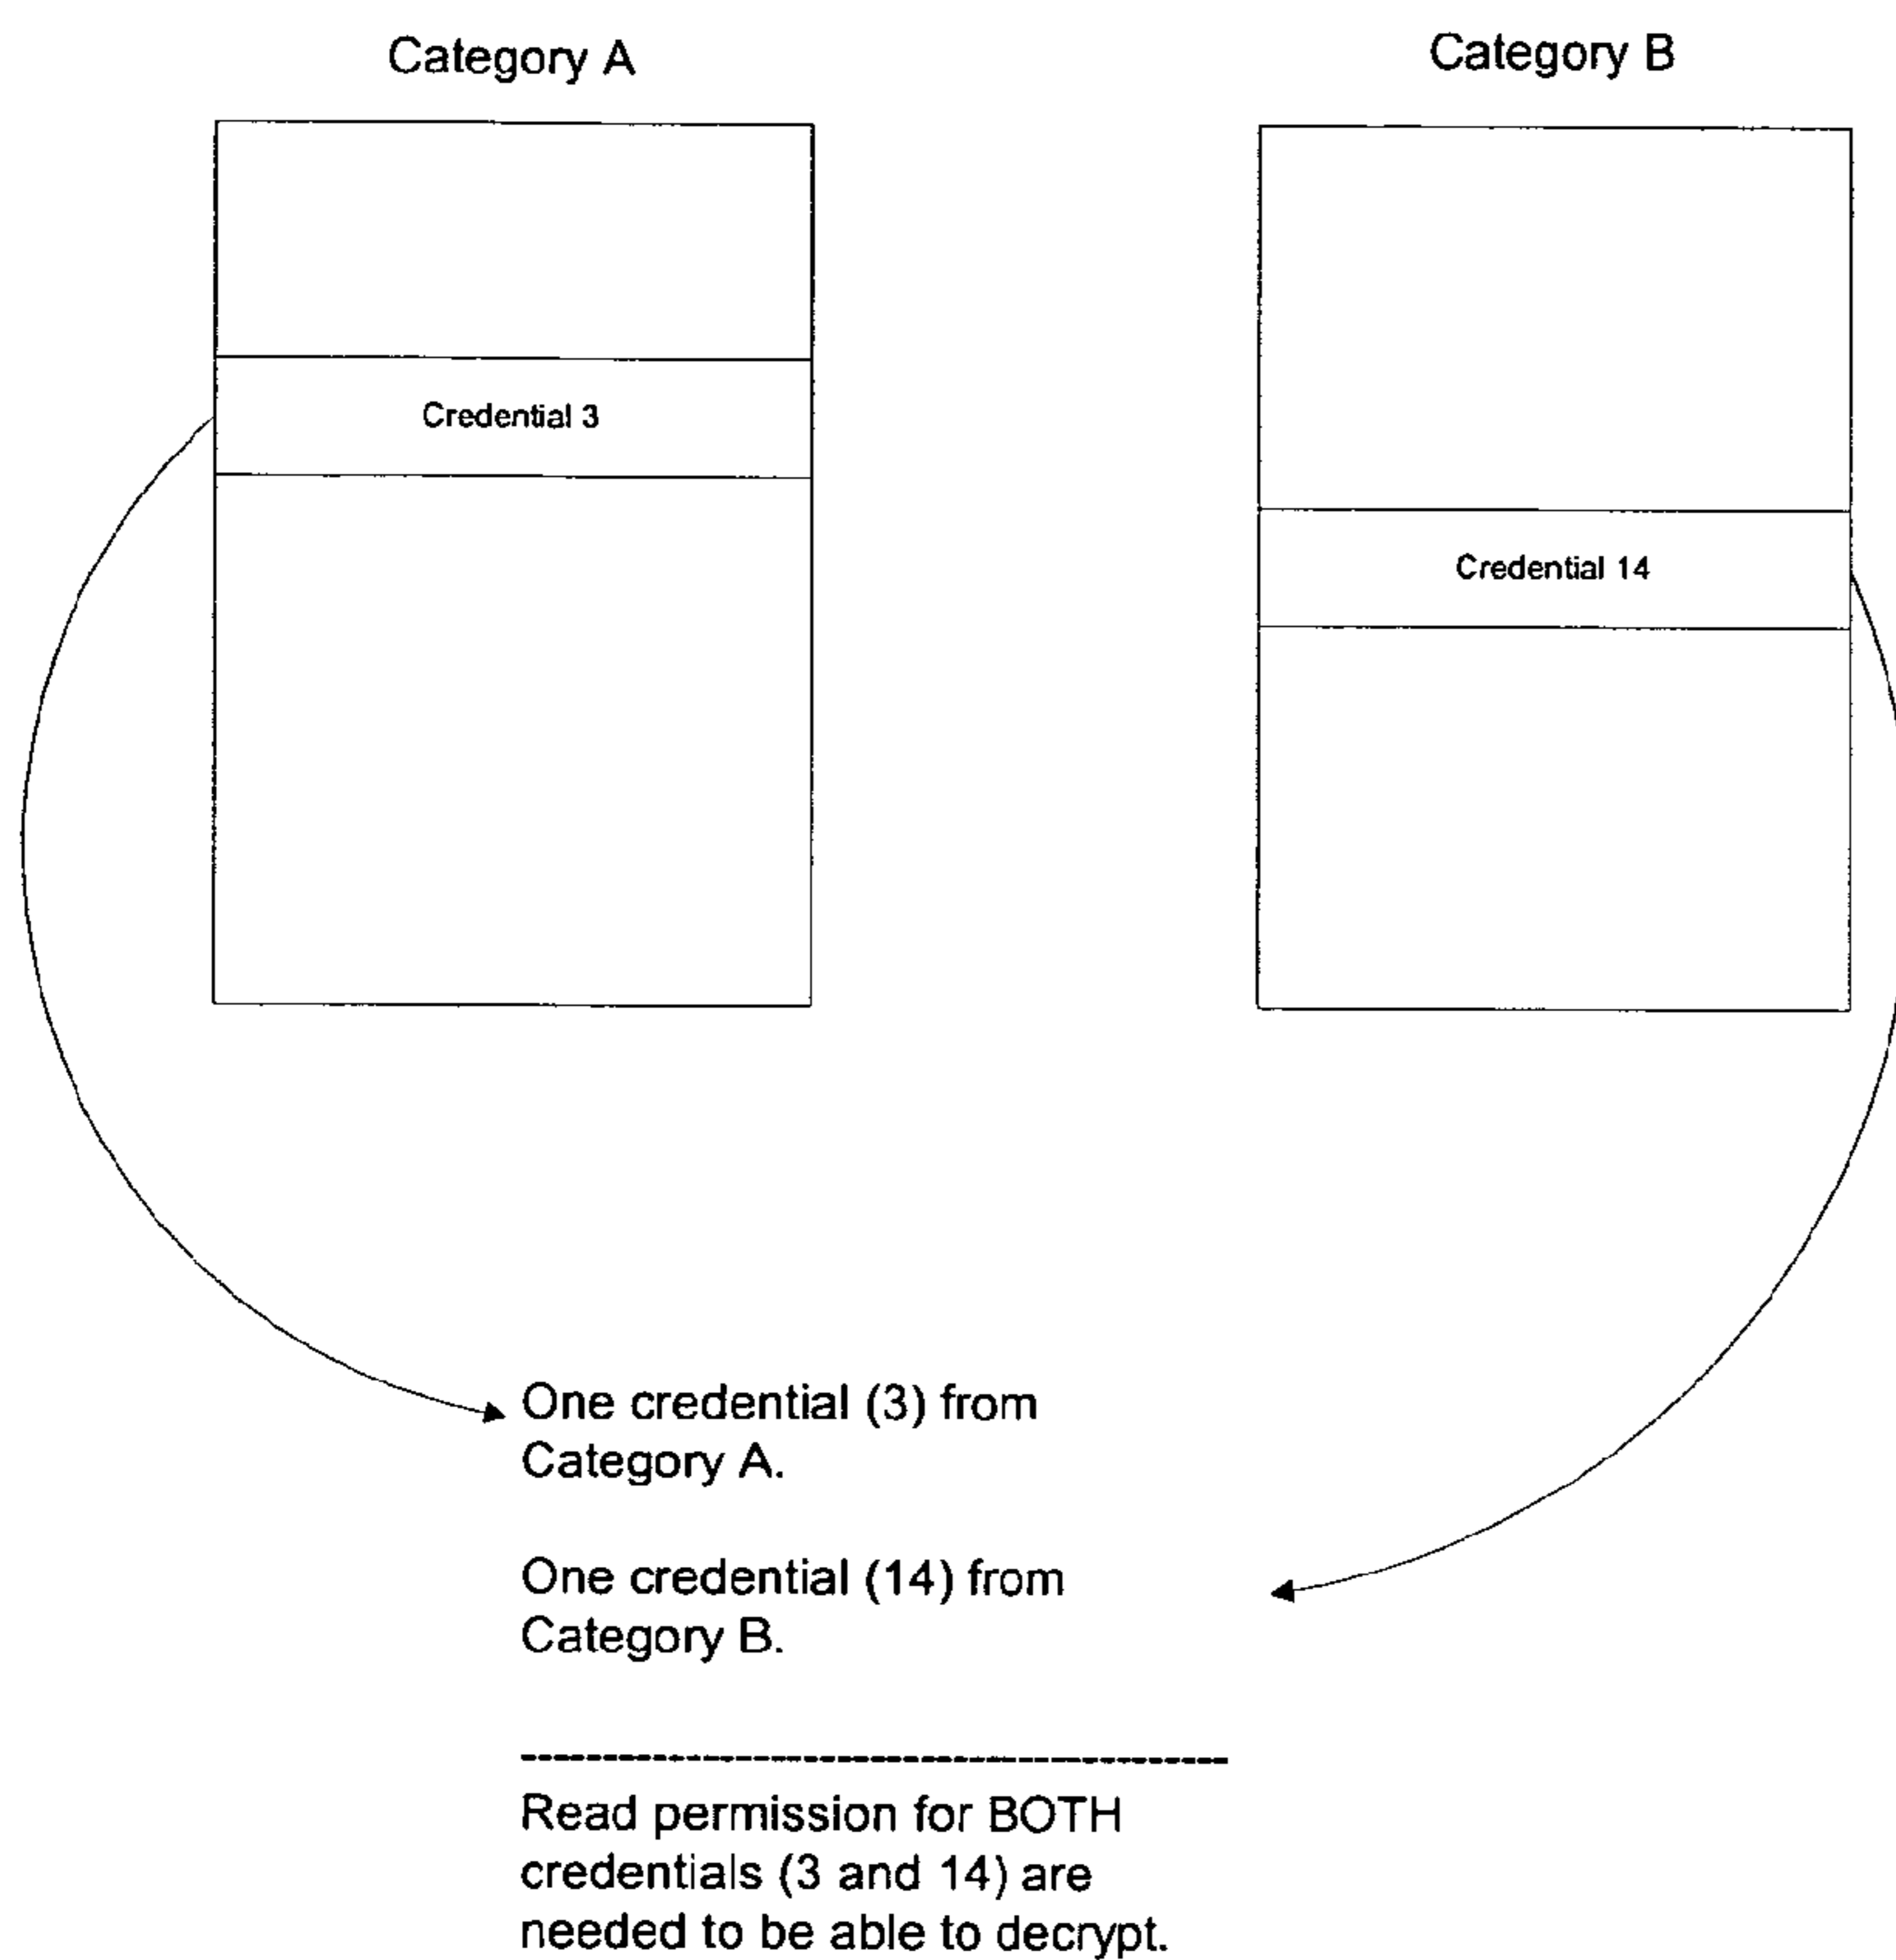 Category A
Category B
Credential 3
Credential 14
One credential (3) from
Category A.
One credential (14) from
Category B.
Read permission for BOTH
credentials (3 and 14) are
needed to be able to decrypt.